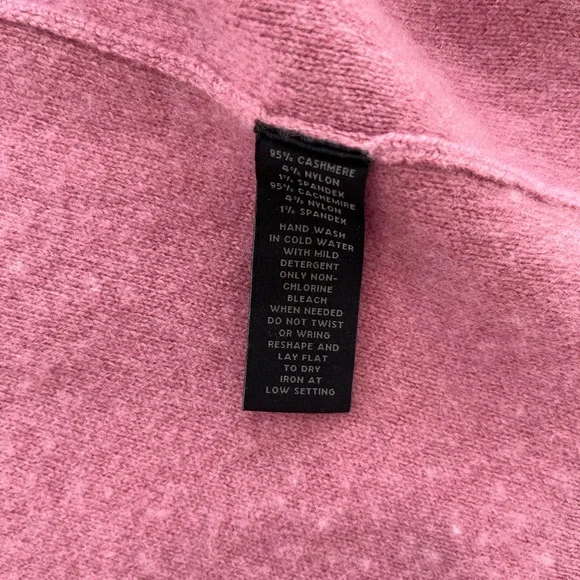 95% CASHMERE
4% NYLON
1% SPANDEX
95% CACHEMIRE
4% NYLON
1% SPANDEX
HAND WASH
IN COLD WATER
WITH MILD
DETERGENT
ONLY NON-
CHLORINE
BLEACH
WHEN NEEDED
DO NOT TWIST
OR WRING
RESHAPE AND
LAY FLAT
TO DRY
IRON AT
LOW SETTING